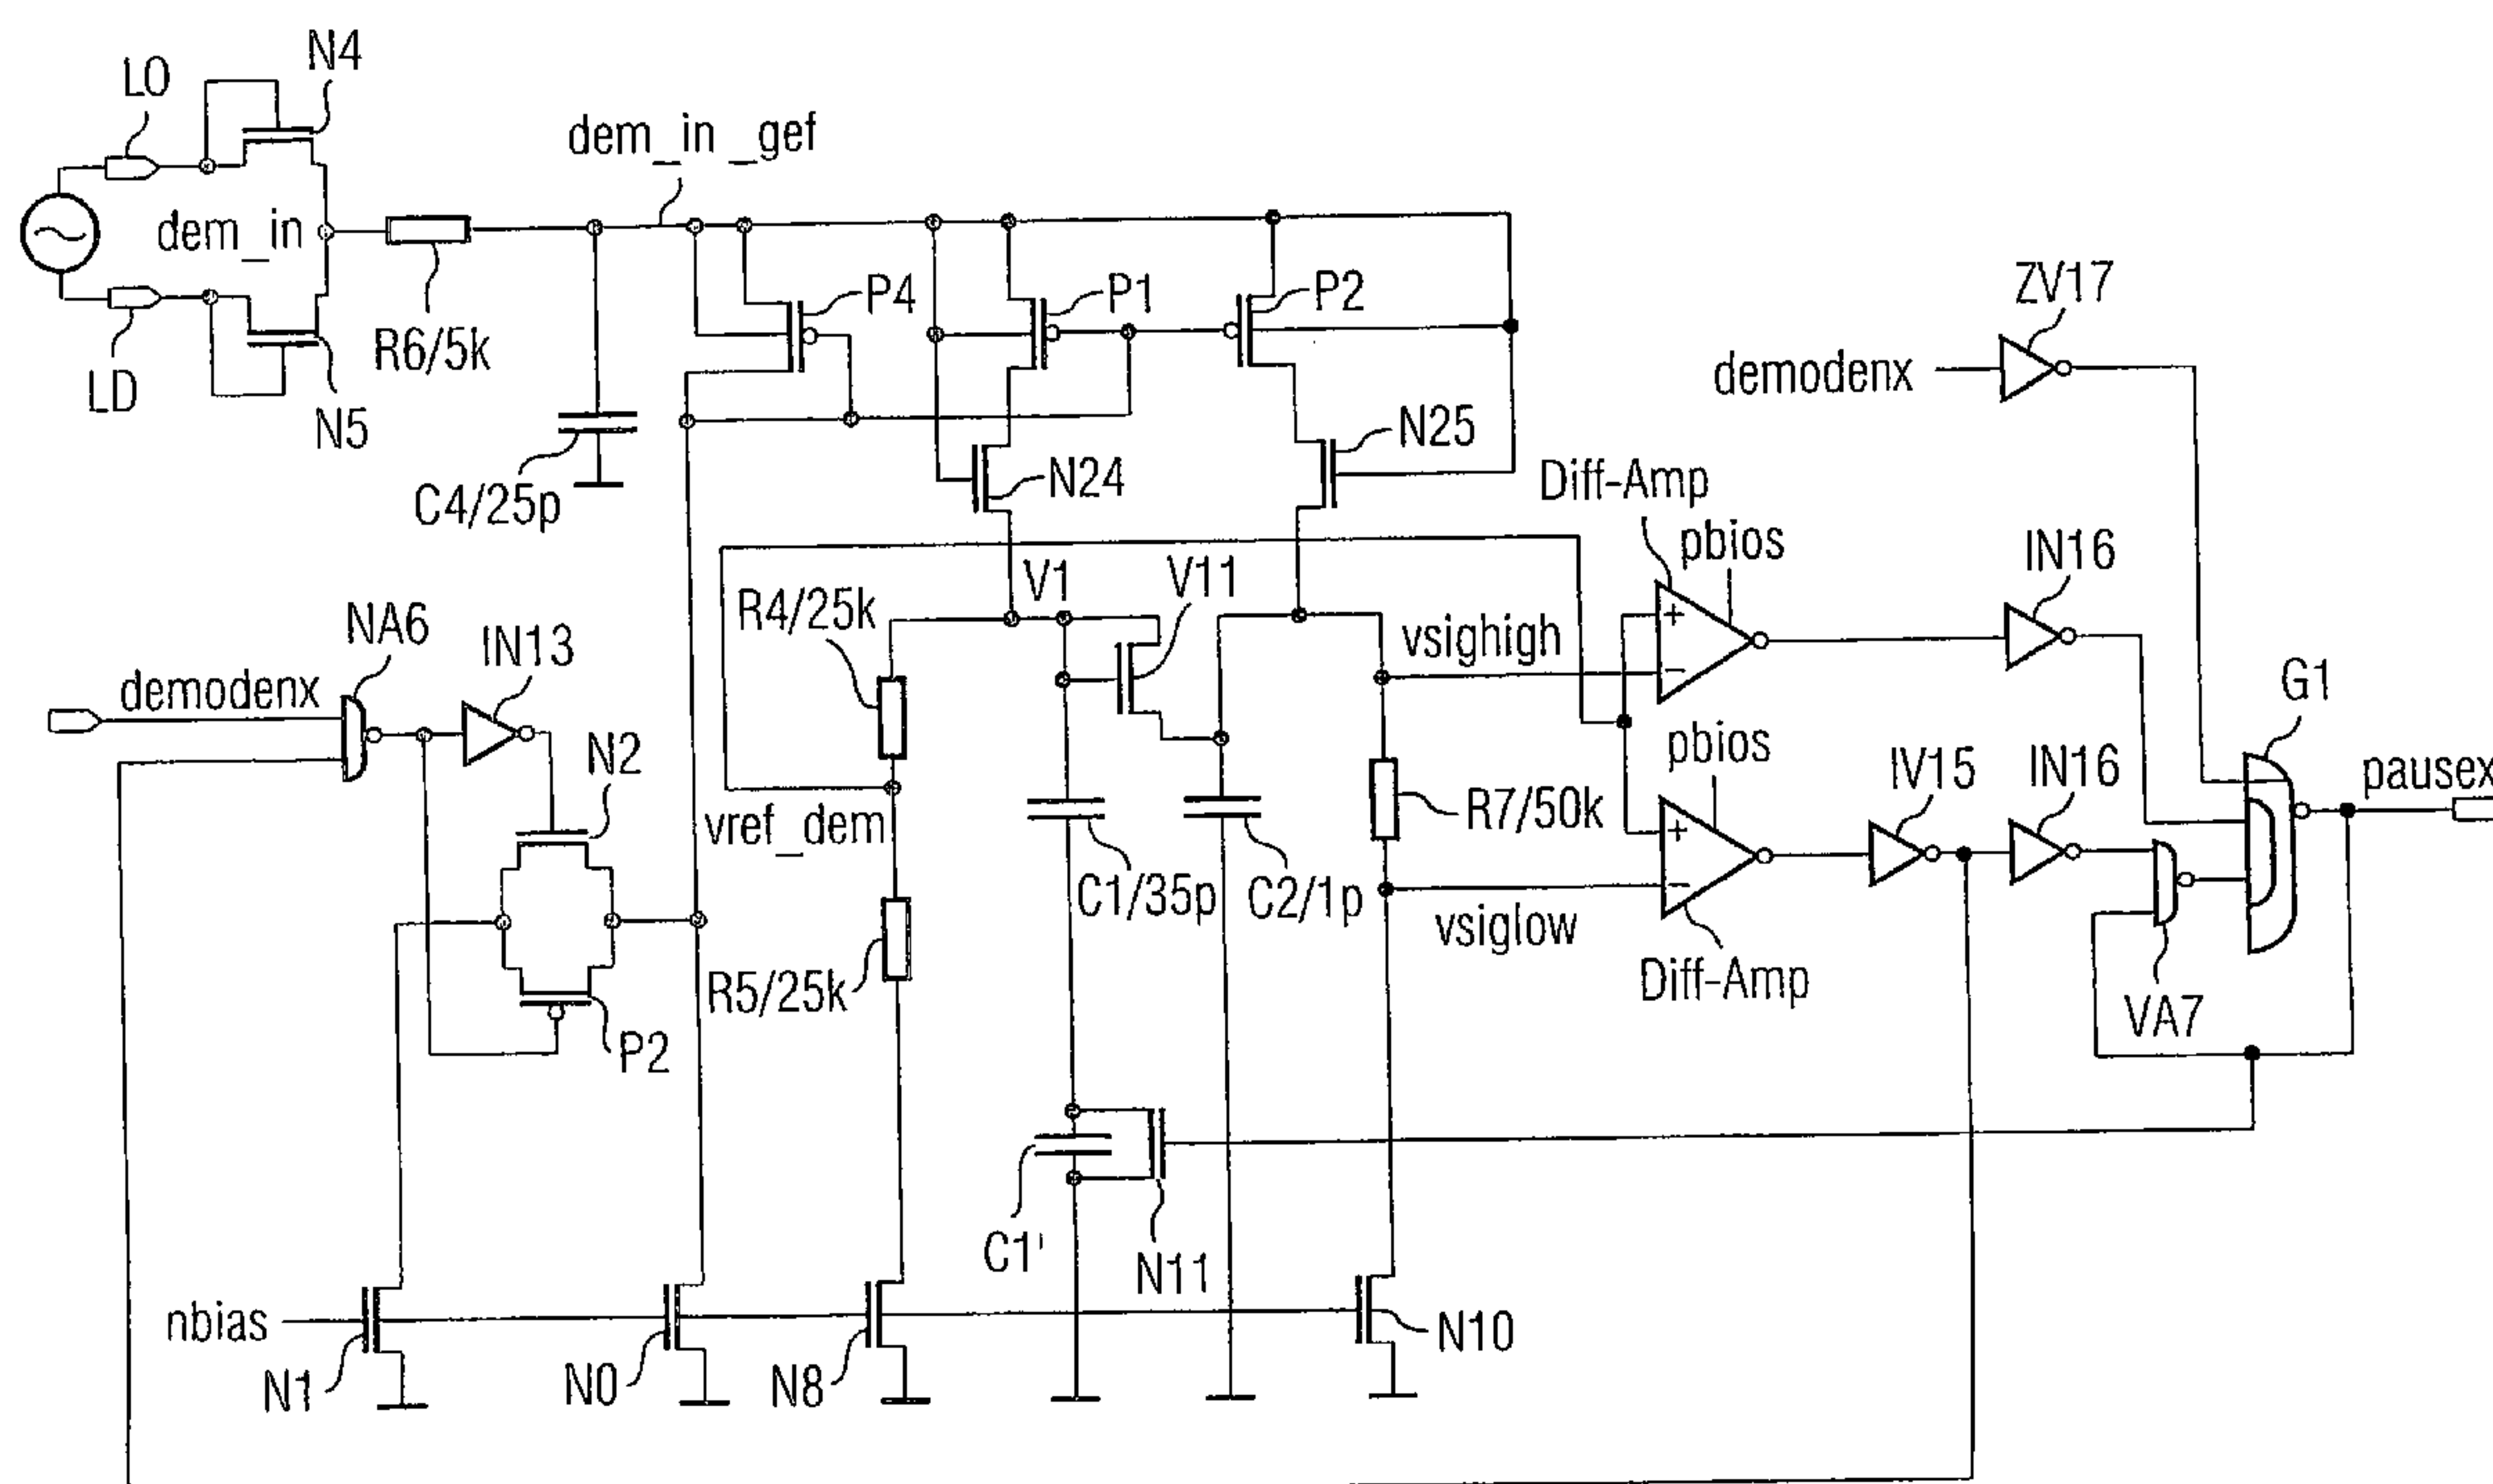 N4
LO
dem_in_gef
dem_in
LD
N5
R6/5k
C4/25p
P4
P1
P2
ZV17
demodenx
N24
N25
Diff-Amp
pbios
IN16
V1
V11
R4/25k
NA6
IN13
demodenx
vsighigh
G1
N2
pbios
IV15
IN16
pausex
vref_dem
R7/50k
C1/35p
C2/1p
vsiglow
R5/25k
Diff-Amp
VA7
P2
C1'
N11
nbias
N1
N0
N8
N10